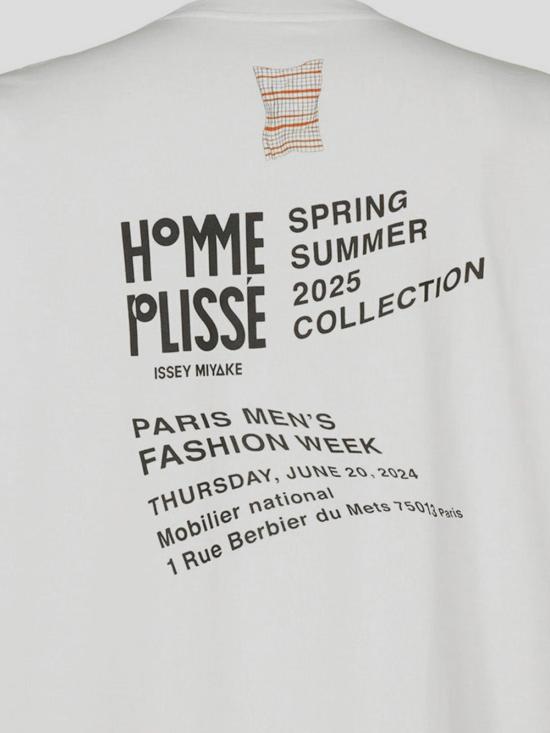 HOMME
PLISSÉ
ISSEY MIYAKE
SPRING
SUMMER
2025
COLLECTION
PARIS MEN'S
FASHION WEEK
THURSDAY, JUNE 20, 2024
Mobilier national
1 Rue Berbier du Mets 75013 Paris